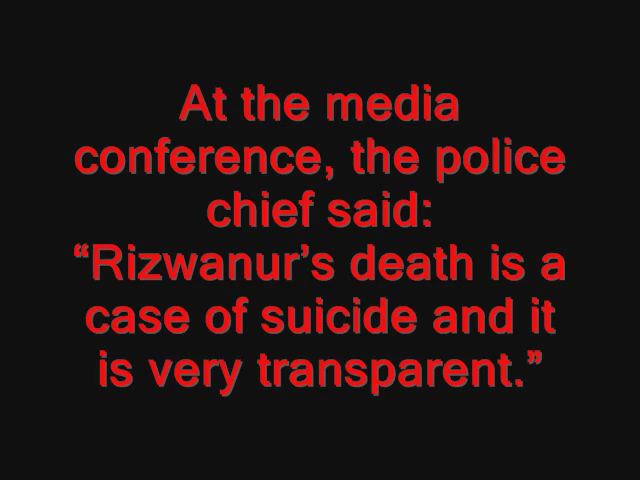 At the media
conference, the police
chief said:
“Rizwanur’s death is a
case of suicide and it
is very transparent.”